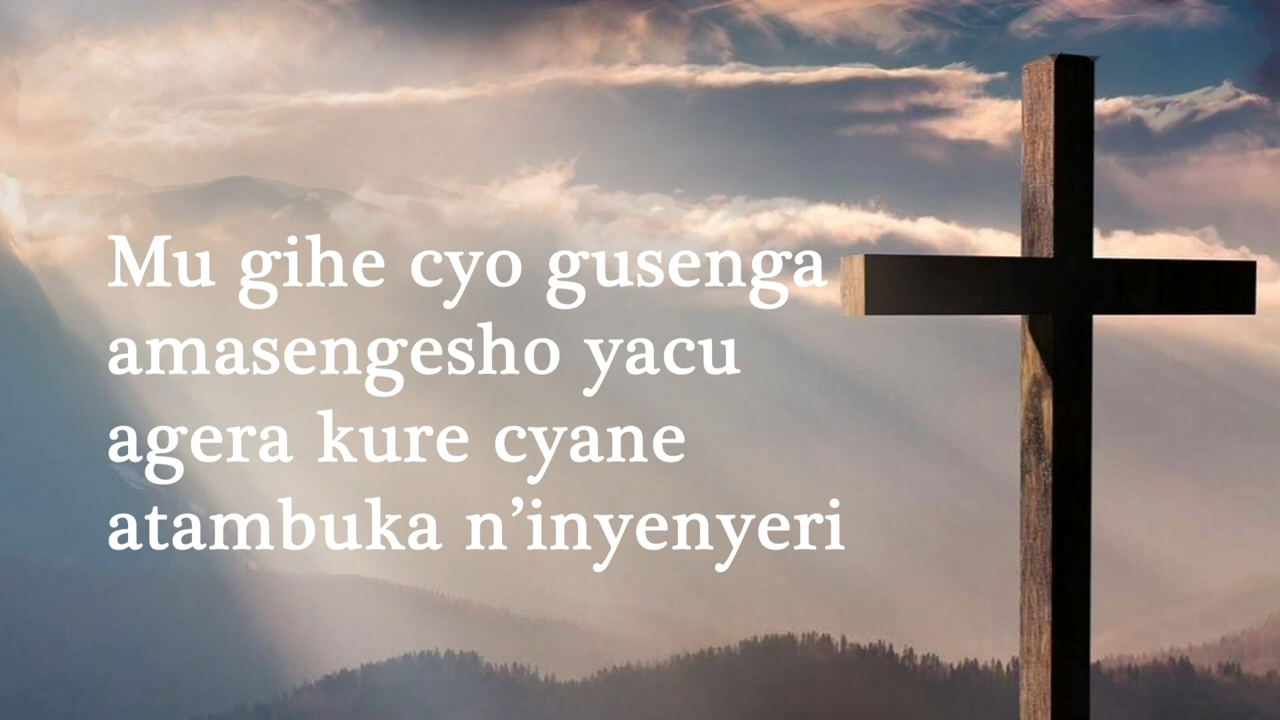 Mu gihe cyo gusenga
amasengesho yacu
agera kure cyane
atambuka n’inyenyeri